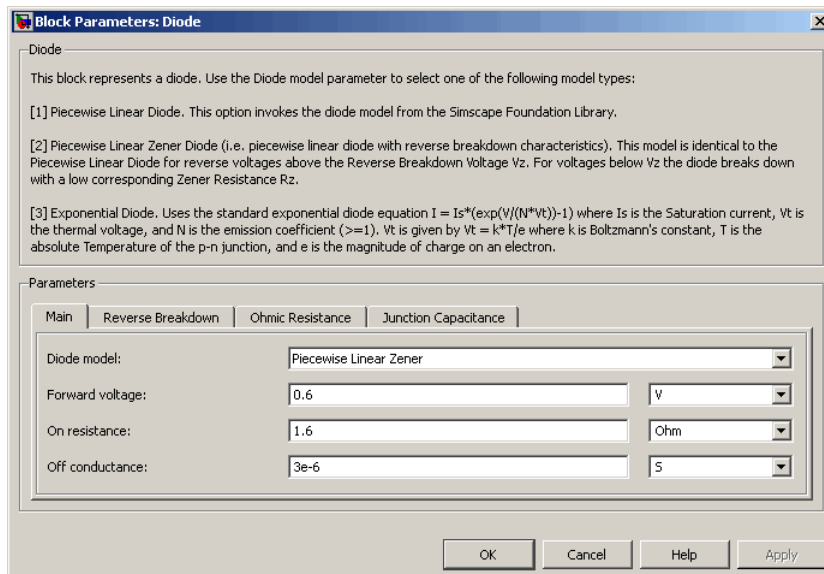 Block Parameters: Diode
Diode
This block represents a diode. Use the Diode model parameter to select one of the following model types:
[1] Piecewise Linear Diode. This option invokes the diode model from the Simscape Foundation Library.
[2] Piecewise Linear Zener Diode (i.e. piecewise linear diode with reverse breakdown characteristics). This model is identical to the
Piecewise Linear Diode for reverse voltages above the Reverse Breakdown Voltage Vz. For voltages below Vz the diode breaks down
with a low corresponding Zener Resistance Rz.
[3] Exponential Diode. Uses the standard exponential diode equation I = Is*(exp(V/(N*Vt))-1) where Is is the Saturation current, Vt is
the thermal voltage, and N is the emission coefficient (>=1). Vt is given by Vt = k*T/e where k is Boltzmann's constant, T is the
absolute Temperature of the p-n junction, and e is the magnitude of charge on an electron.
Parameters
Main Reverse Breakdown Ohmic Resistance Junction Capacitance
Diode model: Piecewise Linear Zener
Forward voltage: 0.6 V
On resistance: 1.6 Ohm
Off conductance: 3e-6 S
OK Cancel Help Apply